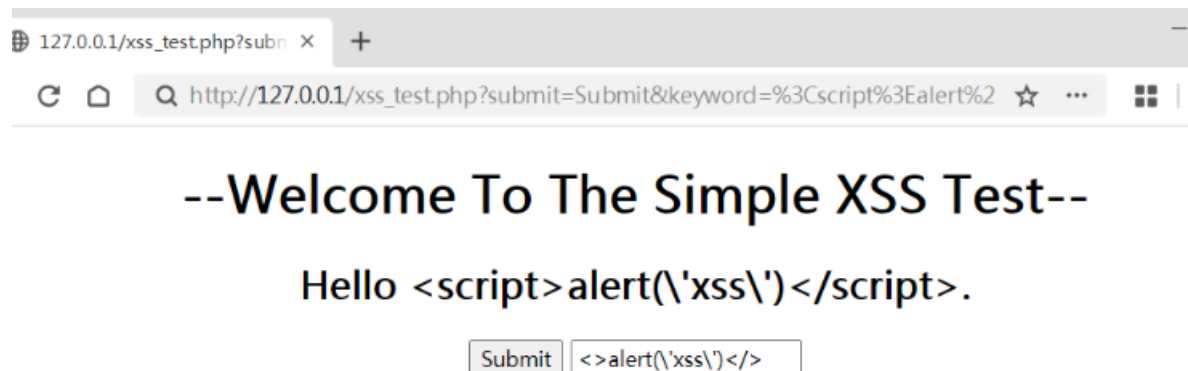 127.0.0.1/xss_test.php?subn
http://127.0.0.1/xss_test.php?submit=Submit&keyword=%3Cscript%3Ealert%2
--Welcome To The Simple XSS Test--
Hello <script>alert(\'xss\')</script>.
Submit <>alert(\'xss\')</>